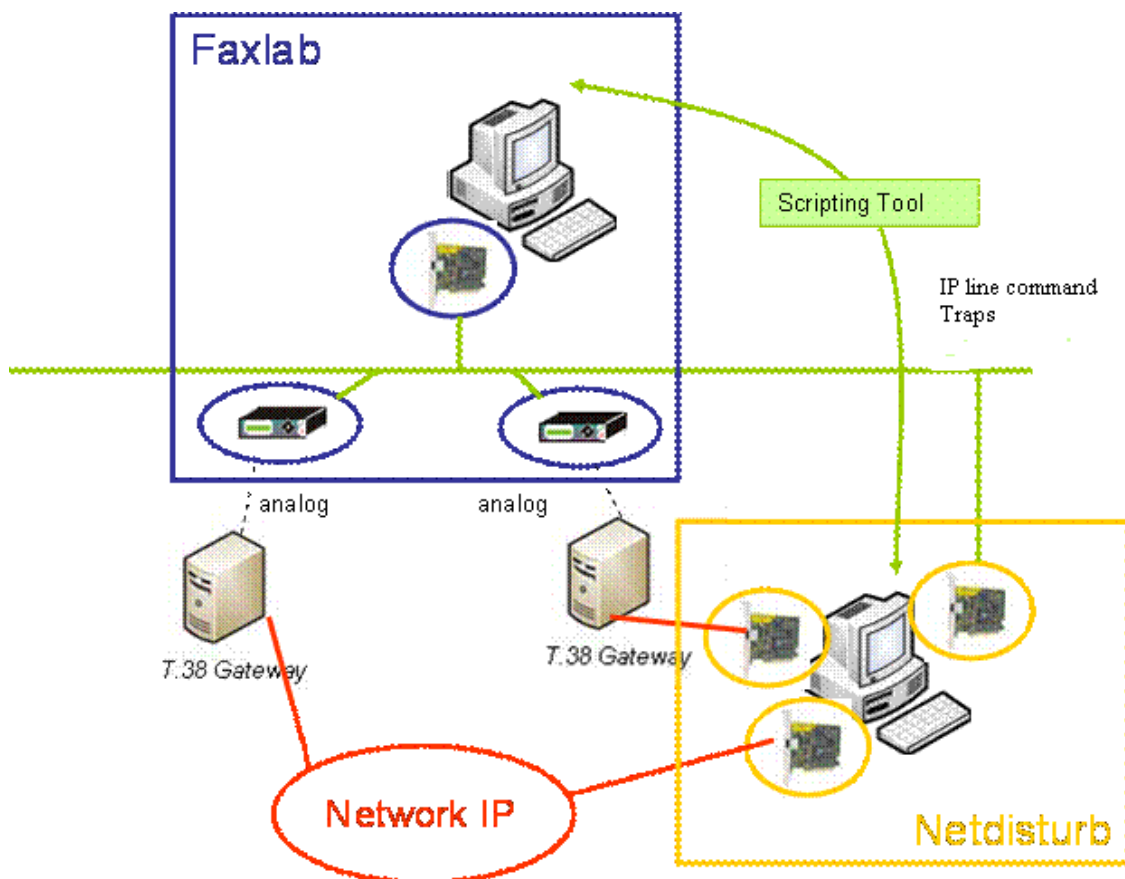 Faxlab
Scripting Tool
IP line command
Traps
analog
analog
T.38 Gateway
T.38 Gateway
Network IP
Netdisturb